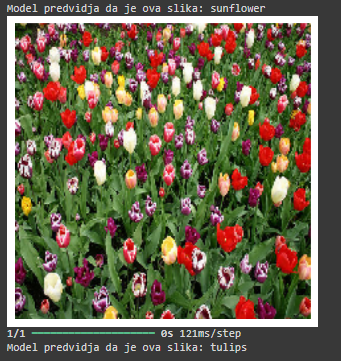 Model predvidja da je ova slika: sunflower
1/1 ━━━━━━━━━━━━━━━━━━━━ 0s 121ms/step
Model predvidja da je ova slika: tulips